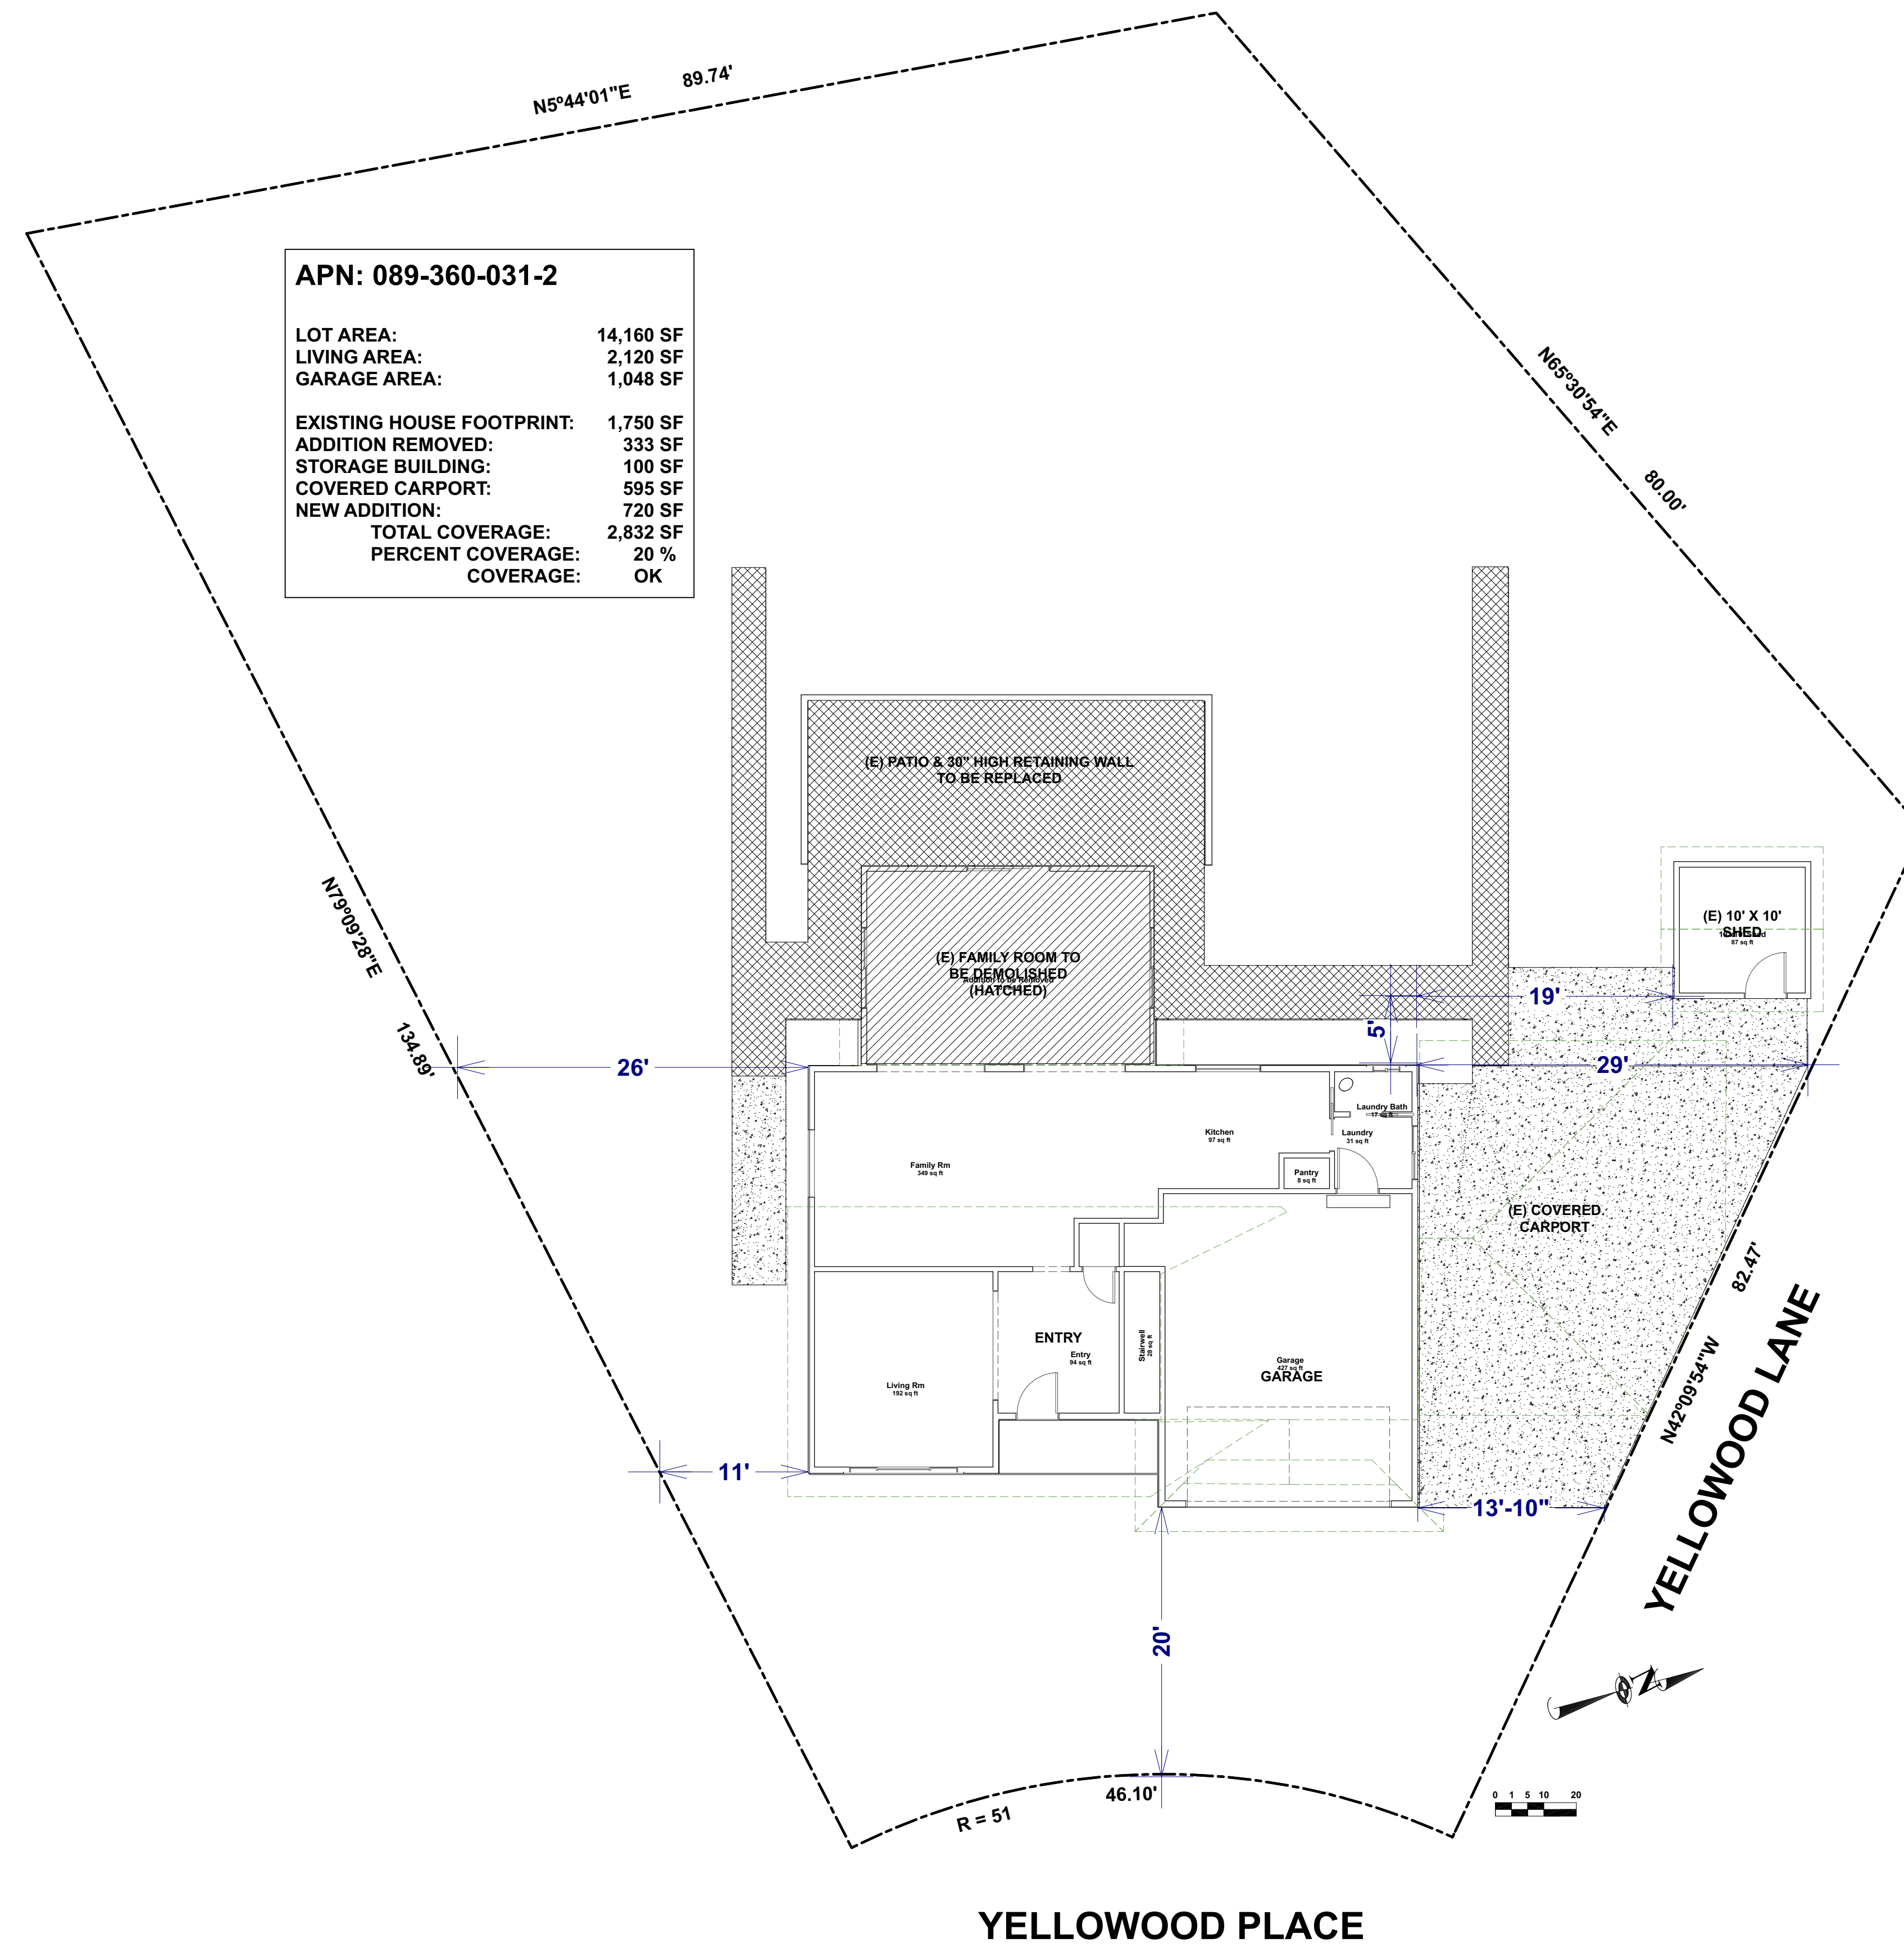 N5º44'01"E 89.74'
APN: 089-360-031-2
LOT AREA: 14,160 SF
LIVING AREA: 2,120 SF
GARAGE AREA: 1,048 SF
EXISTING HOUSE FOOTPRINT: 1,750 SF
ADDITION REMOVED: 333 SF
STORAGE BUILDING: 100 SF
COVERED CARPORT: 595 SF
NEW ADDITION: 720 SF
TOTAL COVERAGE: 2,832 SF
PERCENT COVERAGE: 20 %
COVERAGE: OK
N65º30'54"E
80.00'
(E) PATIO & 30" HIGH RETAINING WALL
TO BE REPLACED
N79º09'28"E
134.89'
(E) FAMILY ROOM TO
BE DEMOLISHED
Addition to be Removed
(HATCHED)
(E) 10' X 10'
SHED
87 sq ft
19'
5'
26'
29'
Laundry Bath
17 sq ft
Kitchen
97 sq ft
Laundry
31 sq ft
Family Rm
349 sq ft
Pantry
8 sq ft
(E) COVERED
CARPORT
82.47'
N42º09'54"W
YELLOWOOD LANE
ENTRY
Entry
94 sq ft
Stairwell
28 sq ft
Garage
427 sq ft
GARAGE
Living Rm
192 sq ft
11'
13'-10"
20'
N
46.10'
R = 51
0 1 5 10 20
YELLOWOOD PLACE